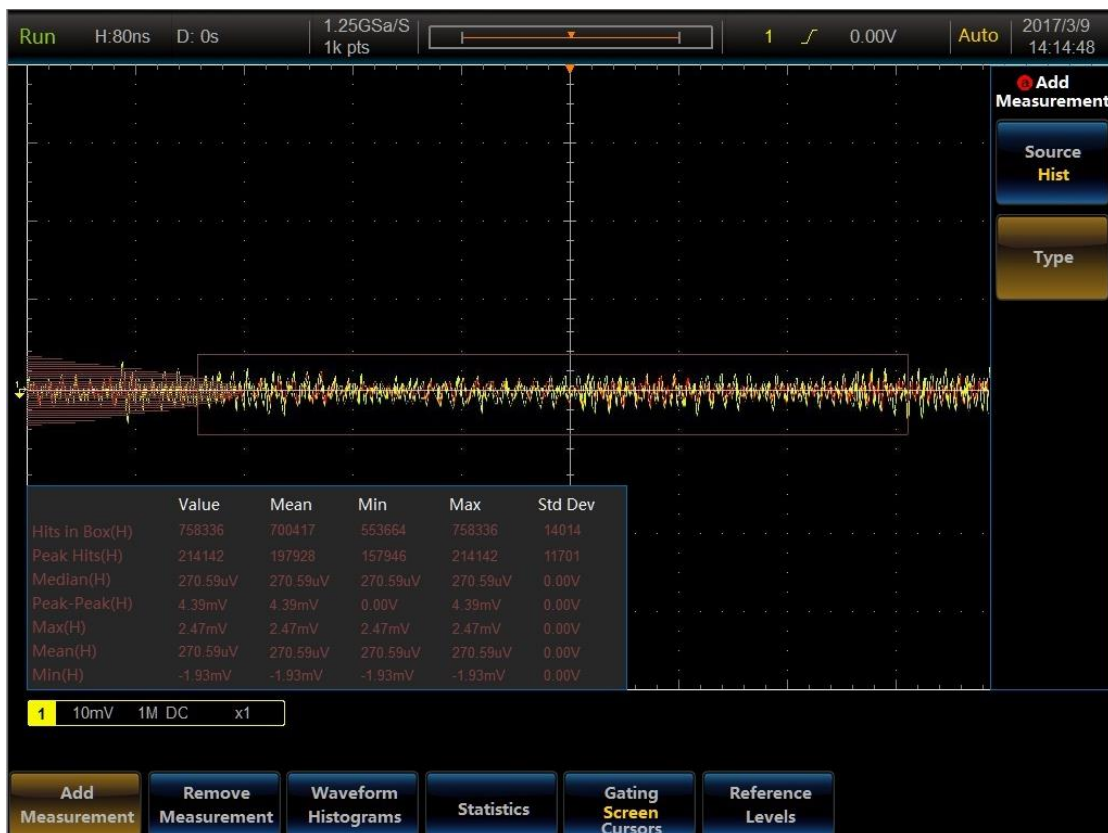 Run H:80ns D: 0s 1.25GSa/S 1 0.00V Auto 2017/3/9
1k pts 14:14:48
a Add
Measurement
Source
Hist
Type
1
Value Mean Min Max Std Dev
Hits in Box(H) 758336 700417 553664 758336 14014
Peak Hits(H) 214142 197928 157946 214142 11701
Median(H) 270.59uV 270.59uV 270.59uV 270.59uV 0.00V
Peak-Peak(H) 4.39mV 4.39mV 0.00V 4.39mV 0.00V
Max(H) 2.47mV 2.47mV 2.47mV 2.47mV 0.00V
Mean(H) 270.59uV 270.59uV 270.59uV 270.59uV 0.00V
Min(H) -1.93mV -1.93mV -1.93mV -1.93mV 0.00V
1 10mV 1M DC x1
Add Remove Waveform Statistics Gating Reference
Measurement Measurement Histograms Screen Levels
Cursors